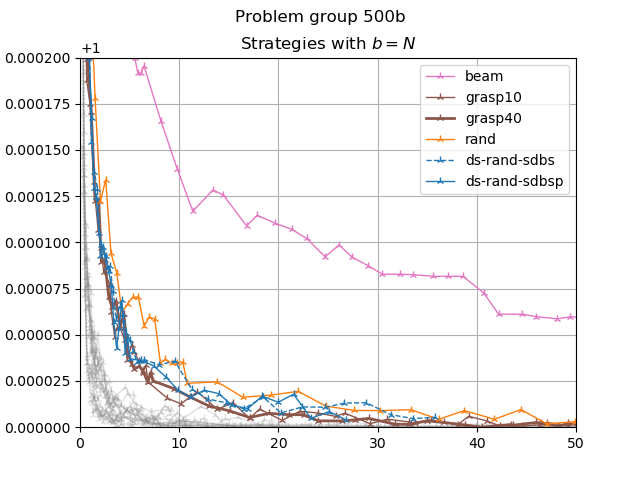 Problem group 500b
Strategies with b = N
+1
0.000200
0.000175
0.000150
0.000125
0.000100
0.000075
0.000050
0.000025
0.000000
0 10 20 30 40 50
beam
grasp10
grasp40
rand
ds-rand-sdbs
ds-rand-sdbsp